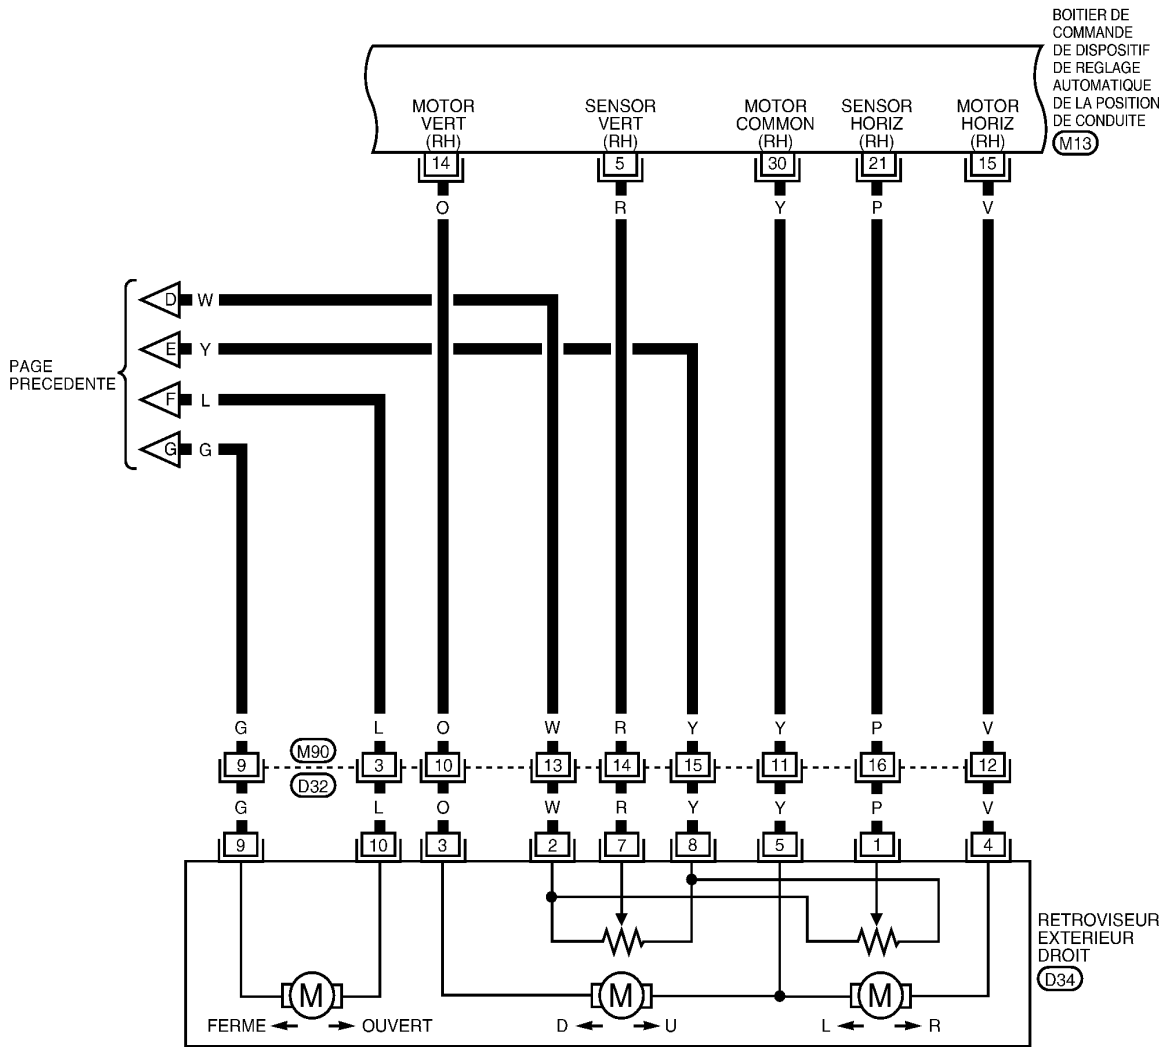 BOITIER DE
COMMANDE
DE DISPOSITIF
DE REGLAGE
AUTOMATIQUE
DE LA POSITION
DE CONDUITE
M13
MOTOR
VERT
(RH)
SENSOR
VERT
(RH)
MOTOR
COMMON
(RH)
SENSOR
HORIZ
(RH)
MOTOR
HORIZ
(RH)
14 5 30 21 15
O R Y P V
PAGE
PRECEDENTE
D W
E Y
F L
G G
G L O W R Y Y P V
M90
9 3 10 13 14 15 11 16 12
D32
G L O W R Y Y P V
9 10 3 2 7 8 5 1 4
RETROVISEUR
EXTERIEUR
DROIT
D34
M M M
FERME OUVERT D U L R